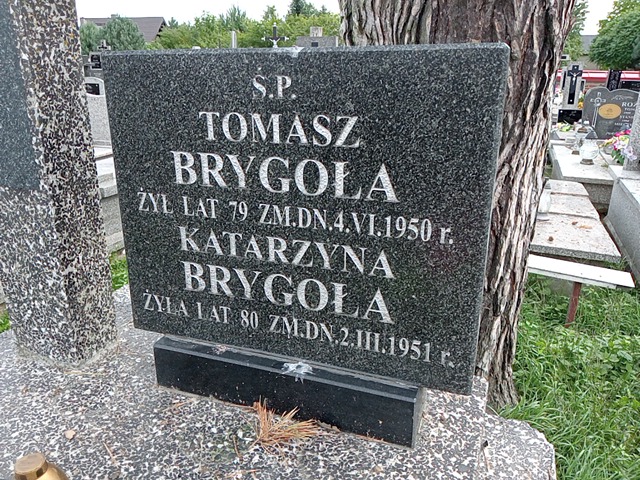 Ś.P.
TOMASZ
BRYGOŁA
ŻYŁ LAT 79 ZM.DN.4.VI.1950 r.
KATARZYNA
BRYGOŁA
ŻYŁA LAT 80 ZM.DN.2.III.1951 r.